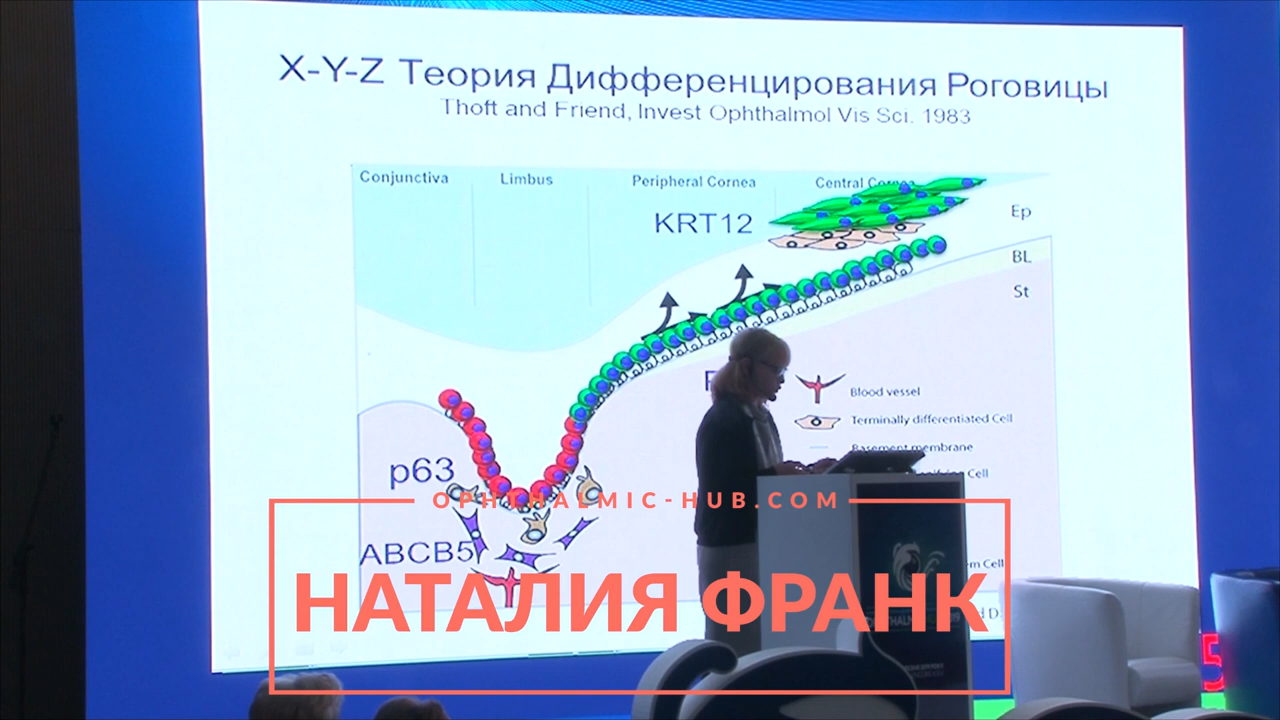 X-Y-Z Теория Дифференцирования Роговицы
Thoft and Friend, Invest Ophthalmol Vis Sci. 1983
Conjunctiva
Limbus
Peripheral Cornea
Central Cornea
KRT12
Ep
BL
St
Blood vessel
Terminally differentiated Cell
Basement membrane
Cell
p63
OPHTHALMIC-HUB.COM
ABCB5
НАТАЛИЯ ФРАНК